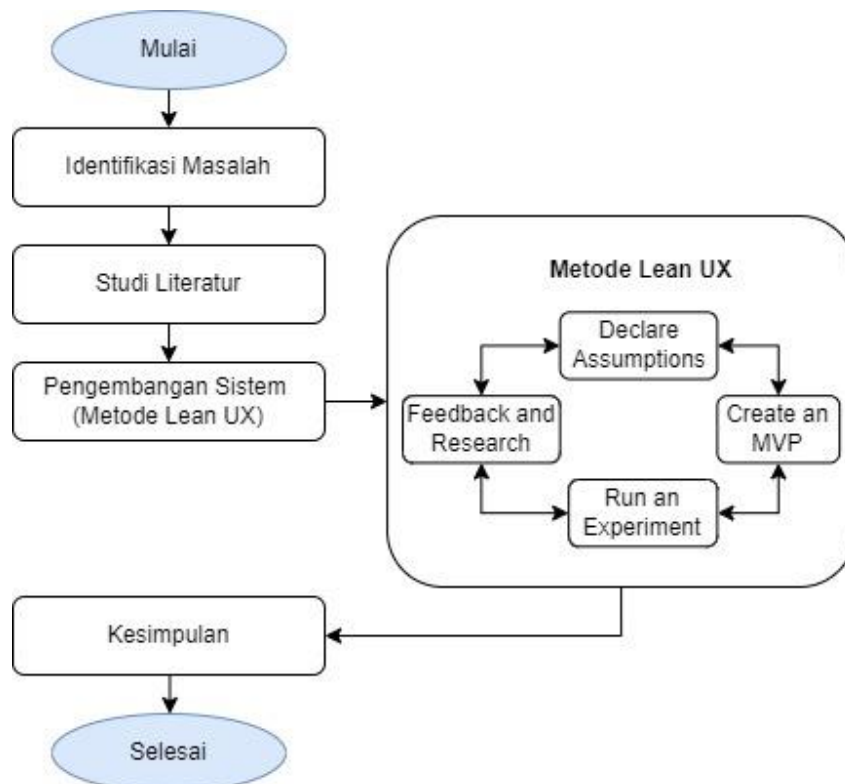 Mulai
Identifikasi Masalah
Studi Literatur
Pengembangan Sistem
(Metode Lean UX)
Metode Lean UX
Declare
Assumptions
Feedback and
Research
Create an
MVP
Run an
Experiment
Kesimpulan
Selesai